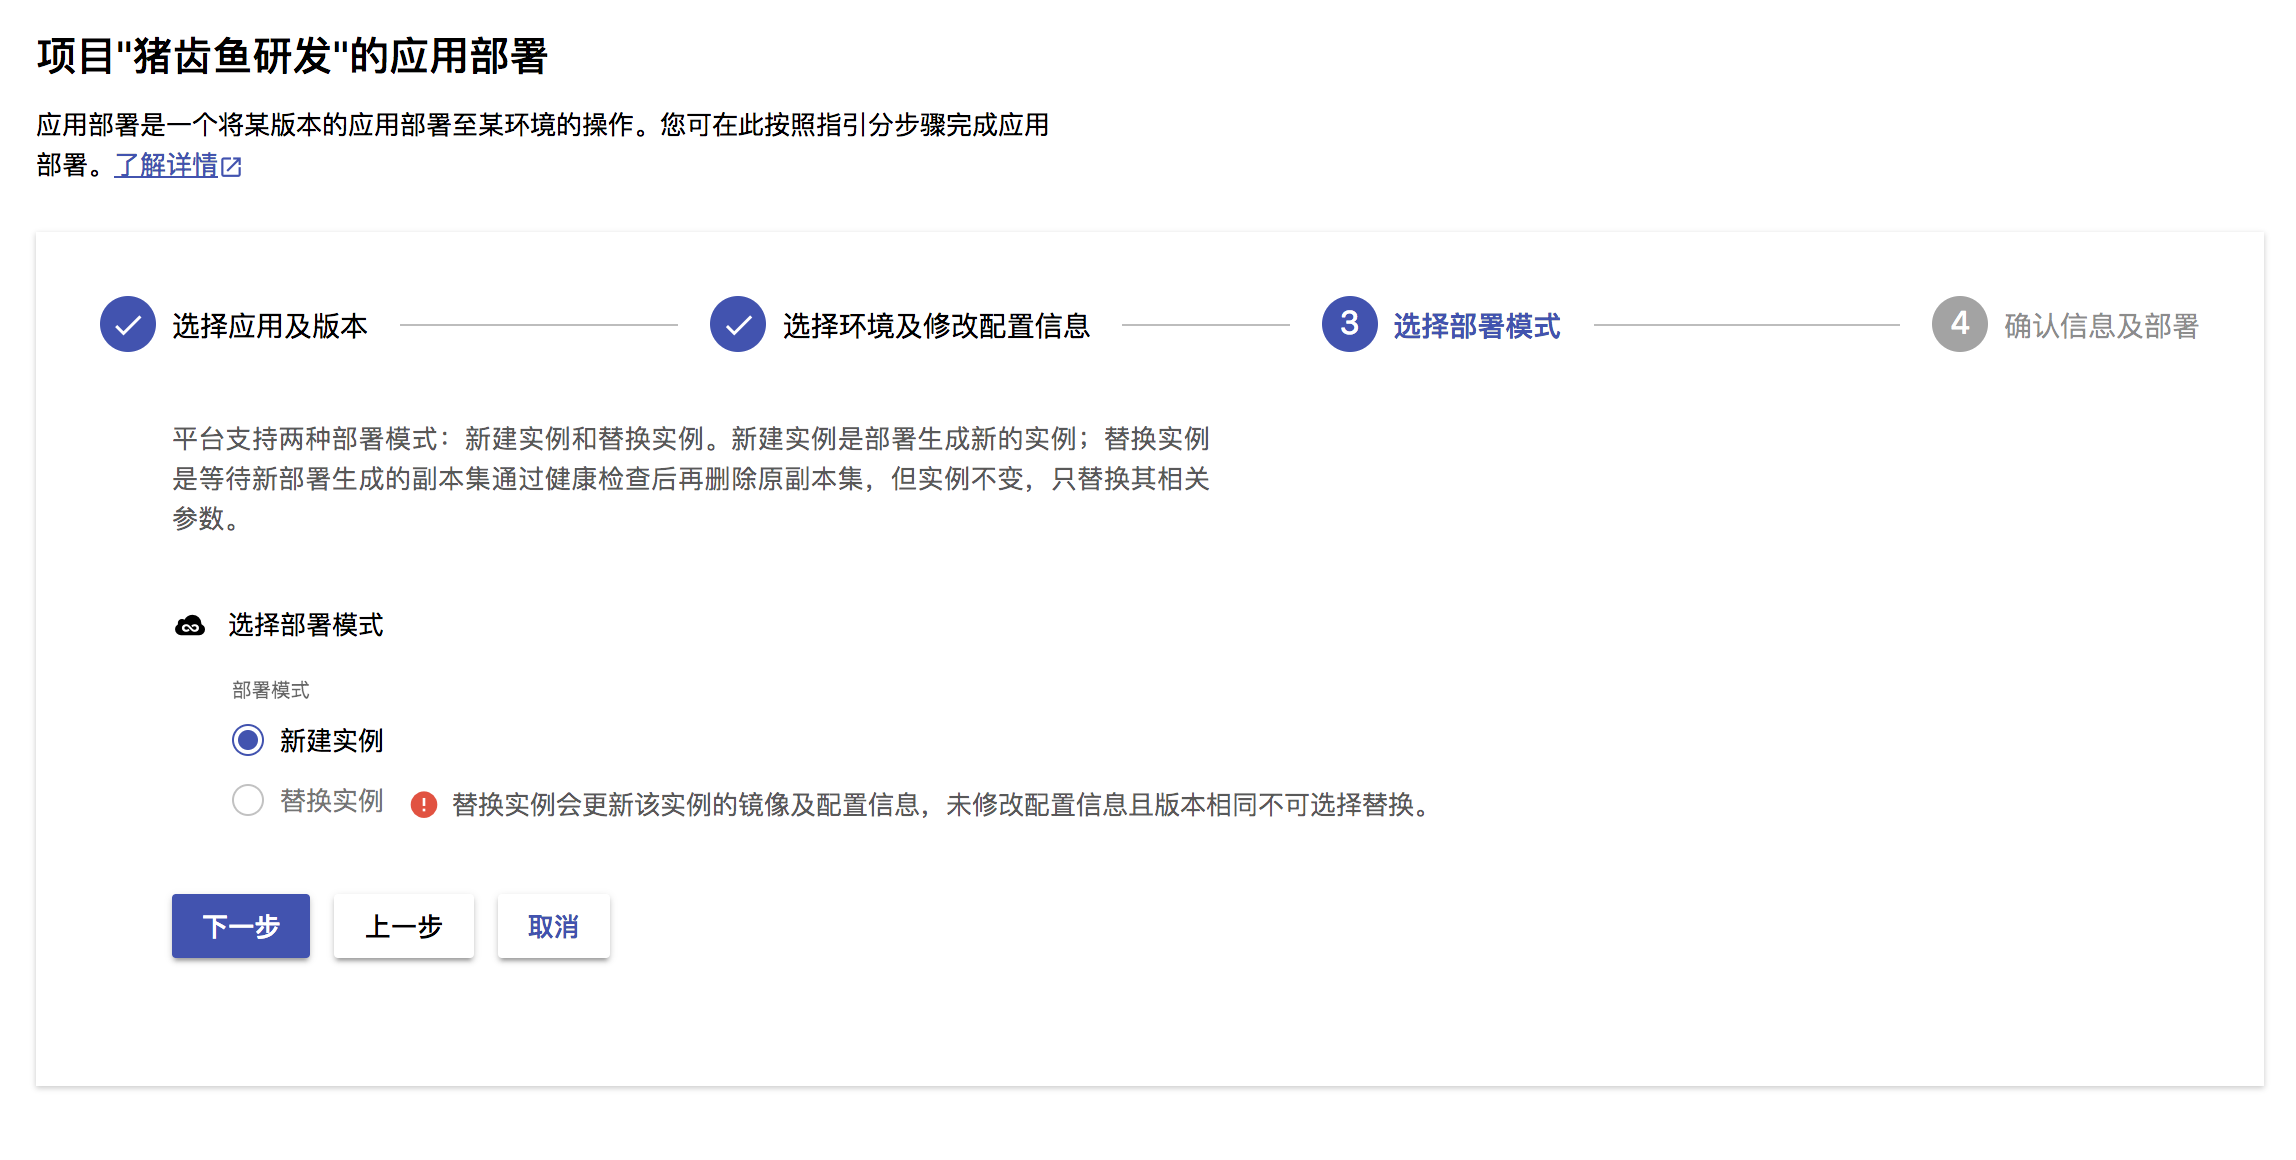 项目"猪齿鱼研发"的应用部署
应用部署是一个将某版本的应用部署至某环境的操作。您可在此按照指引分步骤完成应用
部署。了解详情
选择应用及版本
选择环境及修改配置信息
3 选择部署模式
4 确认信息及部署
平台支持两种部署模式：新建实例和替换实例。新建实例是部署生成新的实例；替换实例
是等待新部署生成的副本集通过健康检查后再删除原副本集，但实例不变，只替换其相关
参数。
选择部署模式
部署模式
新建实例
替换实例 替换实例会更新该实例的镜像及配置信息，未修改配置信息且版本相同不可选择替换。
下一步 上一步 取消